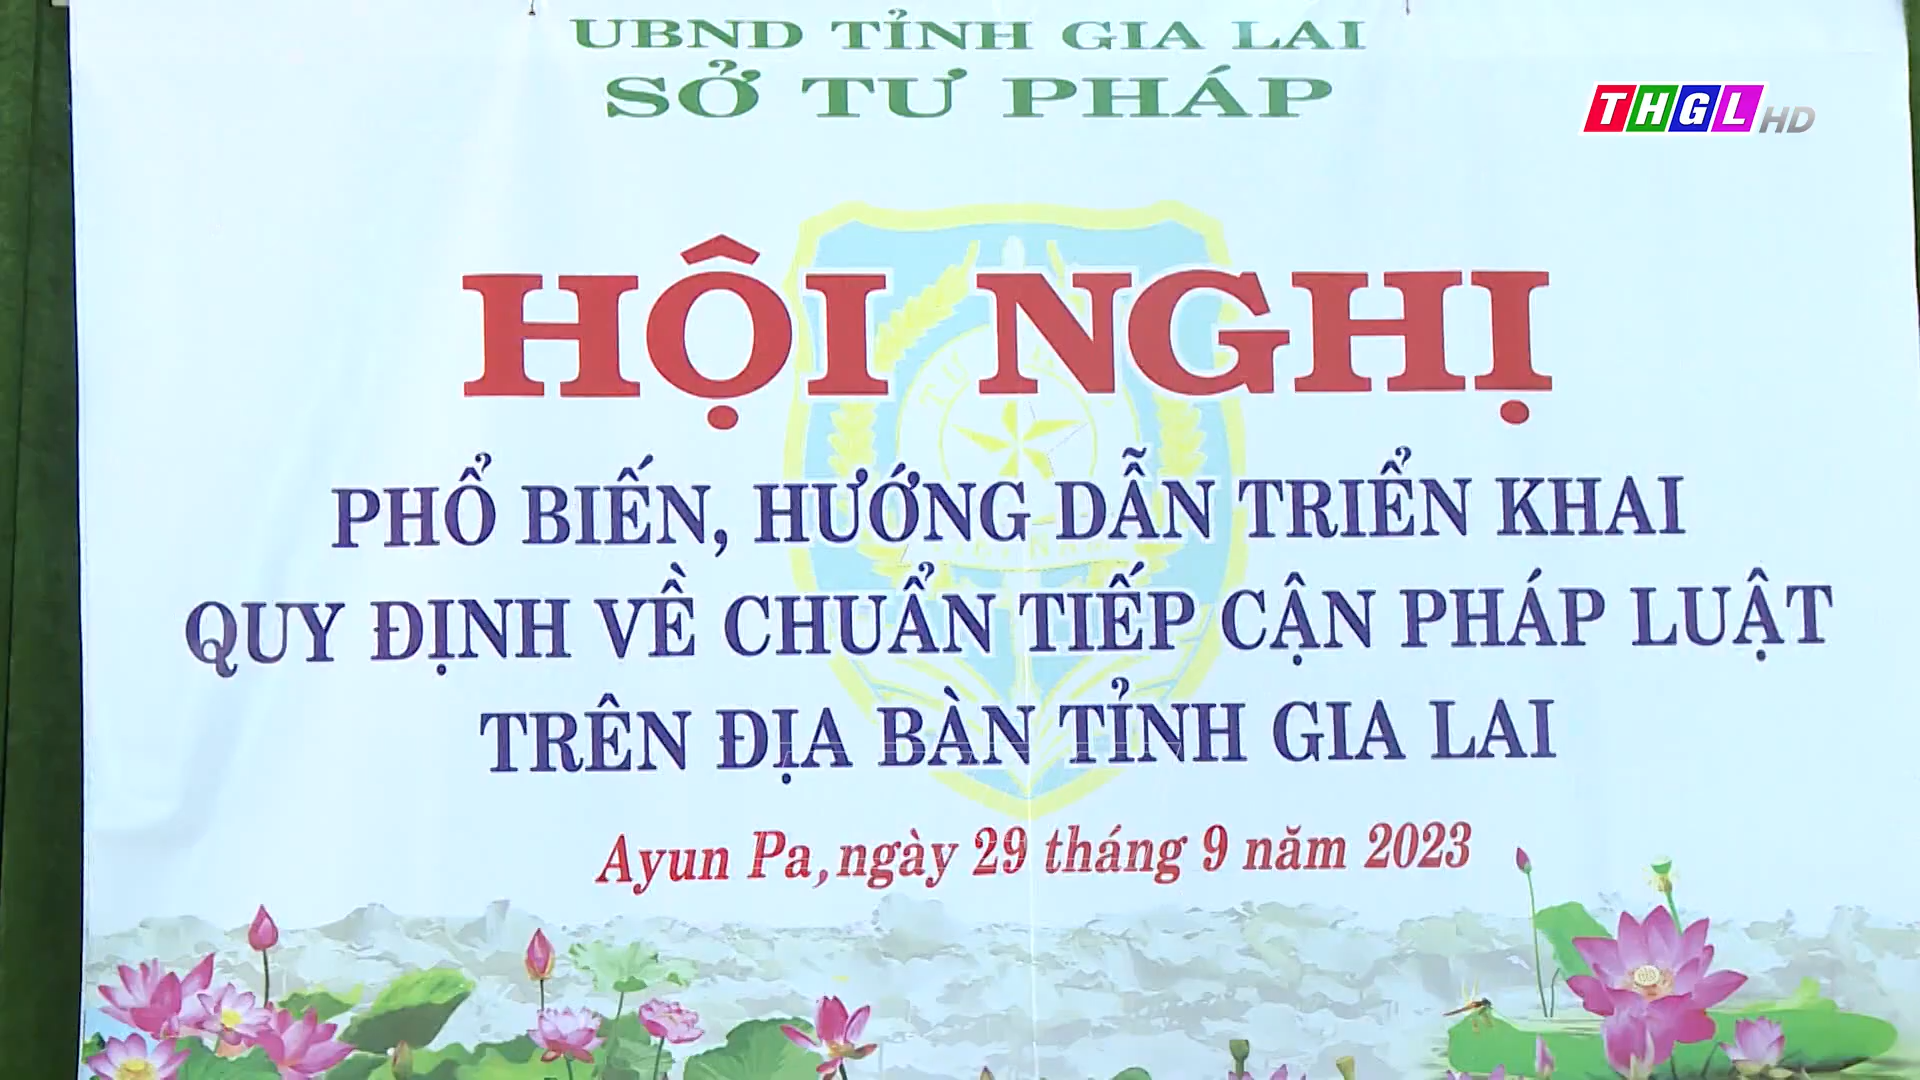 UBND TỈNH GIA LAI
SỞ TƯ PHÁP
THGL HD
HỘI NGHỊ
PHỔ BIẾN, HƯỚNG DẪN TRIỂN KHAI
QUY ĐỊNH VỀ CHUẨN TIẾP CẬN PHÁP LUẬT
TRÊN ĐỊA BÀN TỈNH GIA LAI
Ayun Pa, ngày 29 tháng 9 năm 2023